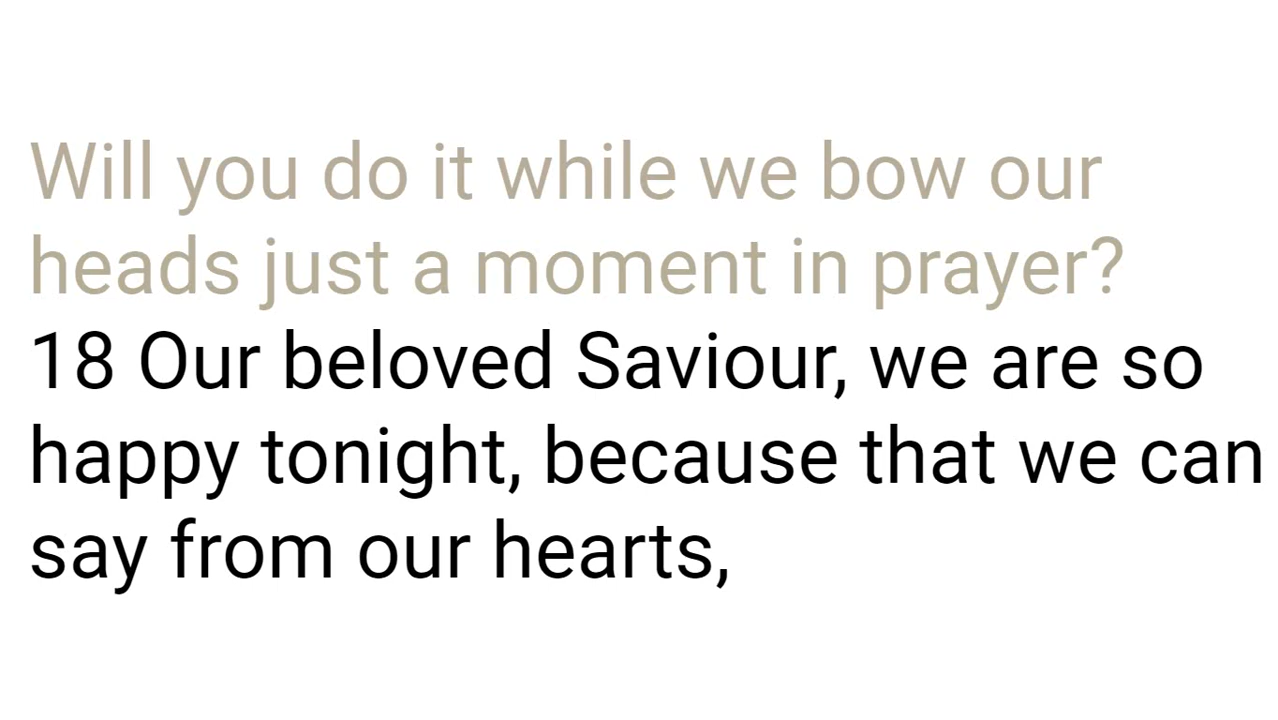 Will you do it while we bow our
heads just a moment in prayer?
18 Our beloved Saviour, we are so
happy tonight, because that we can
say from our hearts,